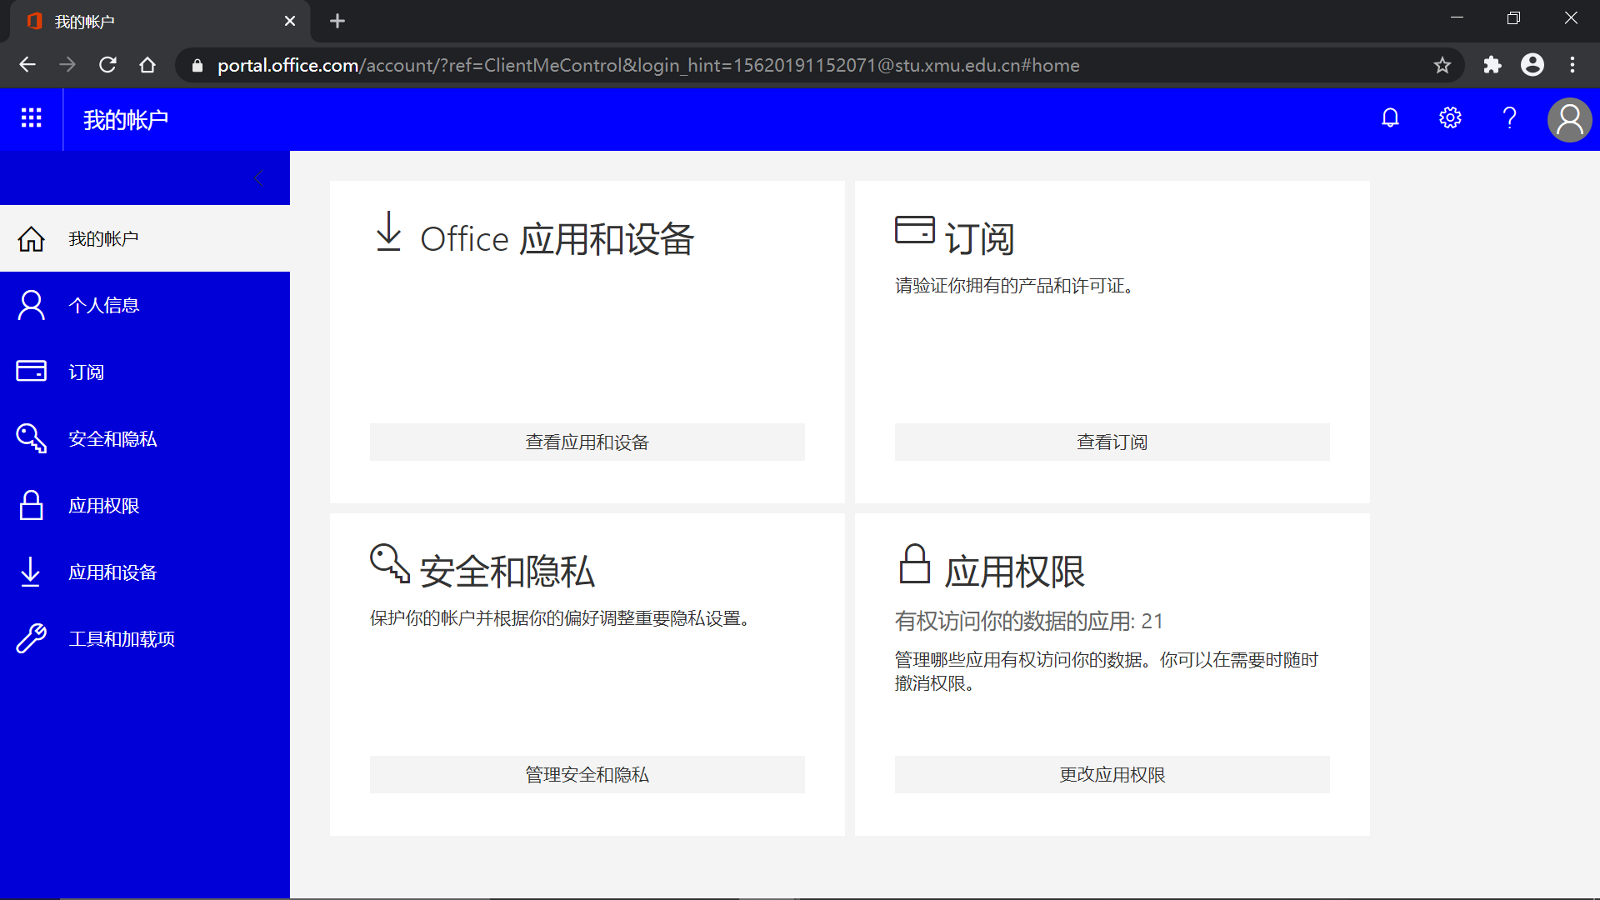 我的帐户
portal.office.com/account/?ref=ClientMeControl&login_hint=15620191152071@stu.xmu.edu.cn#home
我的帐户
我的帐户
个人信息
订阅
安全和隐私
应用权限
应用和设备
工具和加载项
Office 应用和设备
查看应用和设备
订阅
请验证你拥有的产品和许可证。
查看订阅
安全和隐私
保护你的帐户并根据你的偏好调整重要隐私设置。
管理安全和隐私
应用权限
有权访问你的数据的应用: 21
管理哪些应用有权访问你的数据。你可以在需要时随时
撤消权限。
更改应用权限